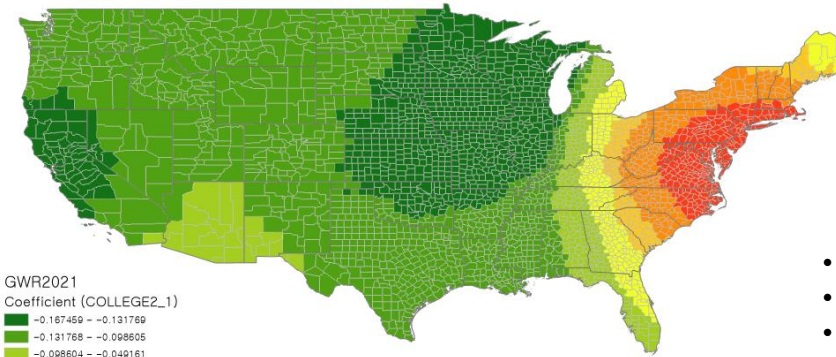 GWR2021
Coefficient (COLLEGE2_1)
-0.167459 - -0.131769
-0.131768 - -0.098605
-0.098604 - -0.049161